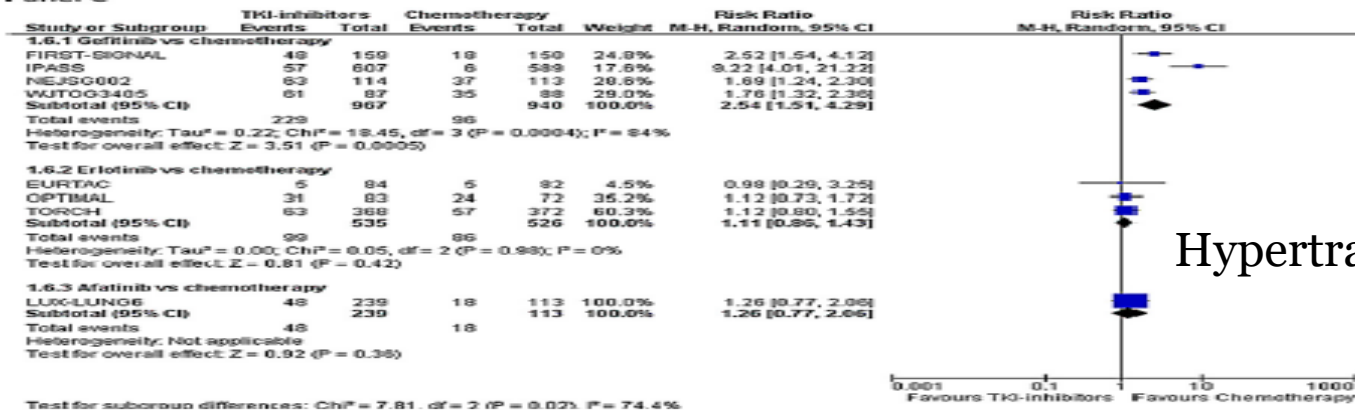 TKI-inhibitors Chemotherapy Risk Ratio Risk Ratio
Study or Subgroup Events Total Events Total Weight M-H, Random, 95% CI M-H, Random, 95% CI
1.6.1 Gefitinib vs chemotherapy
FIRST-SIGNAL 48 159 18 150 24.8% 2.52 [1.54, 4.12]
IPASS 57 607 6 589 17.6% 9.22 [4.01, 21.22]
NEJSG002 63 114 37 113 28.6% 1.69 [1.24, 2.30]
WJTOG3405 61 87 35 88 29.0% 1.76 [1.32, 2.36]
Subtotal (95% CI) 967 940 100.0% 2.54 [1.51, 4.29]
Total events 229 96
Heterogeneity: Tau² = 0.22; Chi² = 18.45, df = 3 (P = 0.0004); I² = 84%
Test for overall effect: Z = 3.51 (P = 0.0005)
1.6.2 Erlotinib vs chemotherapy
EURTAC 5 84 5 82 4.5% 0.98 [0.29, 3.25]
OPTIMAL 31 83 24 72 35.2% 1.12 [0.73, 1.72]
TORCH 63 368 57 372 60.3% 1.12 [0.80, 1.55]
Subtotal (95% CI) 535 526 100.0% 1.11 [0.86, 1.43]
Total events 99 86
Heterogeneity: Tau² = 0.00; Chi² = 0.05, df = 2 (P = 0.98); I² = 0%
Test for overall effect: Z = 0.81 (P = 0.42)
Hypertra
1.6.3 Afatinib vs chemotherapy
LUX-LUNG6 48 239 18 113 100.0% 1.26 [0.77, 2.06]
Subtotal (95% CI) 239 113 100.0% 1.26 [0.77, 2.06]
Total events 48 18
Heterogeneity: Not applicable
Test for overall effect: Z = 0.92 (P = 0.36)
0.001 0.1 1 10 1000
Favours TKI-inhibitors Favours Chemotherapy
Test for subgroup differences: Chi² = 7.81, df = 2 (P = 0.02), I² = 74.4%